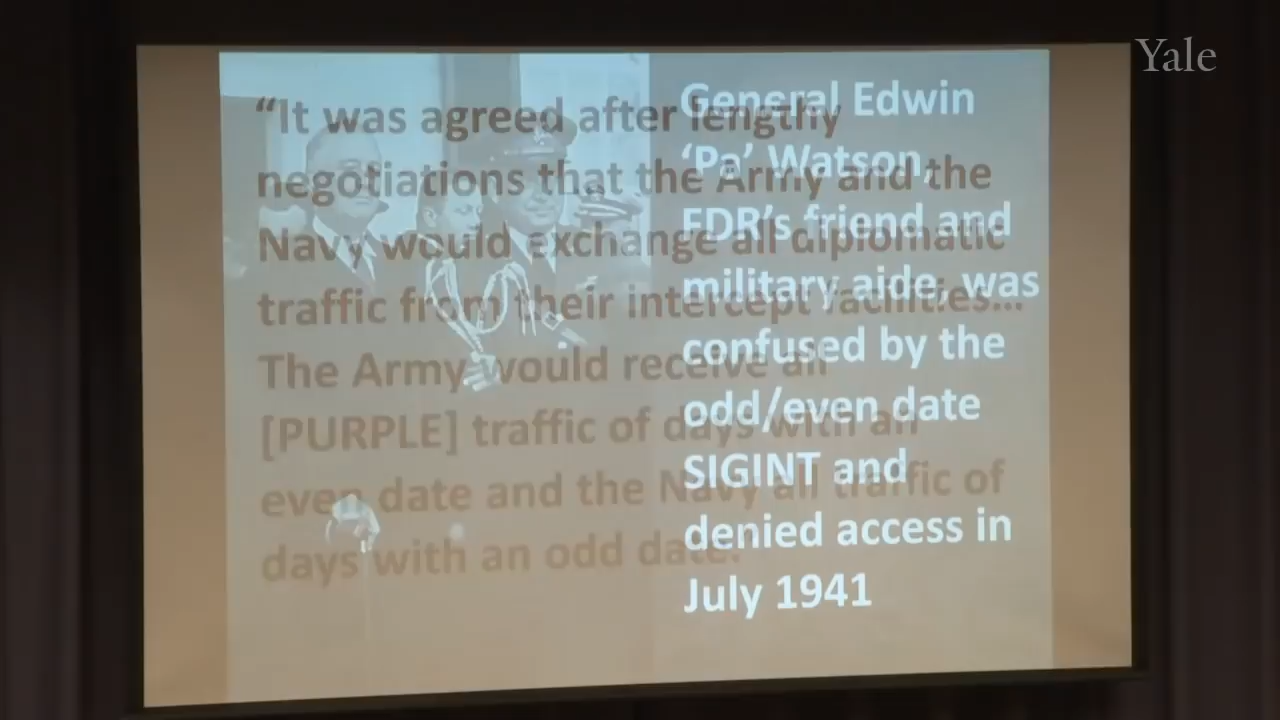 Yale
“It was agreed after lengthy
negotiations that the Army and the
Navy would exchange all diplomatic
traffic from their intercept facilities...
The Army would receive all
[PURPLE] traffic of days with an
even date and the Navy all traffic of
days with an odd date.”
General Edwin
‘Pa’ Watson,
FDR’s friend and
military aide, was
confused by the
odd/even date
SIGINT and
denied access in
July 1941